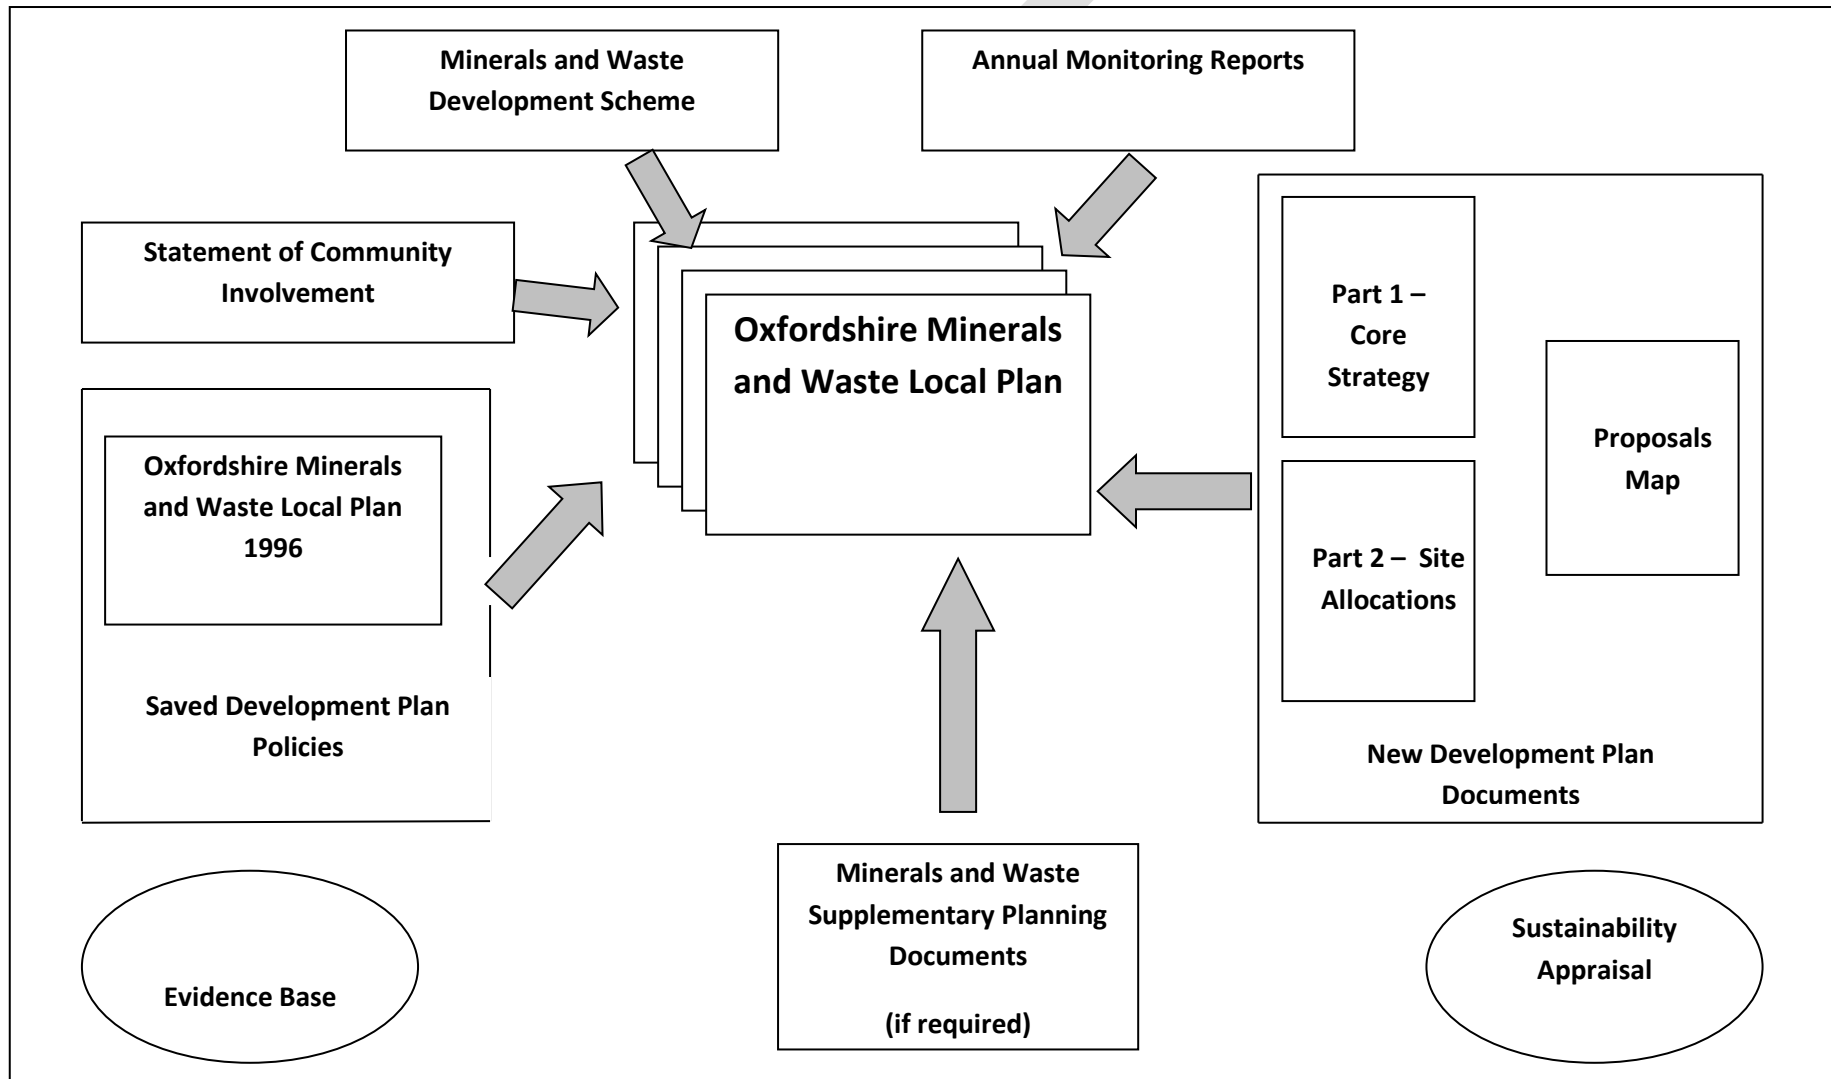 Minerals and Waste
Development Scheme
Annual Monitoring Reports
Statement of Community
Involvement
Oxfordshire Minerals
and Waste Local Plan
Part 1 –
Core
Strategy
Proposals
Map
Oxfordshire Minerals
and Waste Local Plan
1996
Part 2 – Site
Allocations
Saved Development Plan
Policies
New Development Plan
Documents
Minerals and Waste
Supplementary Planning
Documents
(if required)
Evidence Base
Sustainability
Appraisal